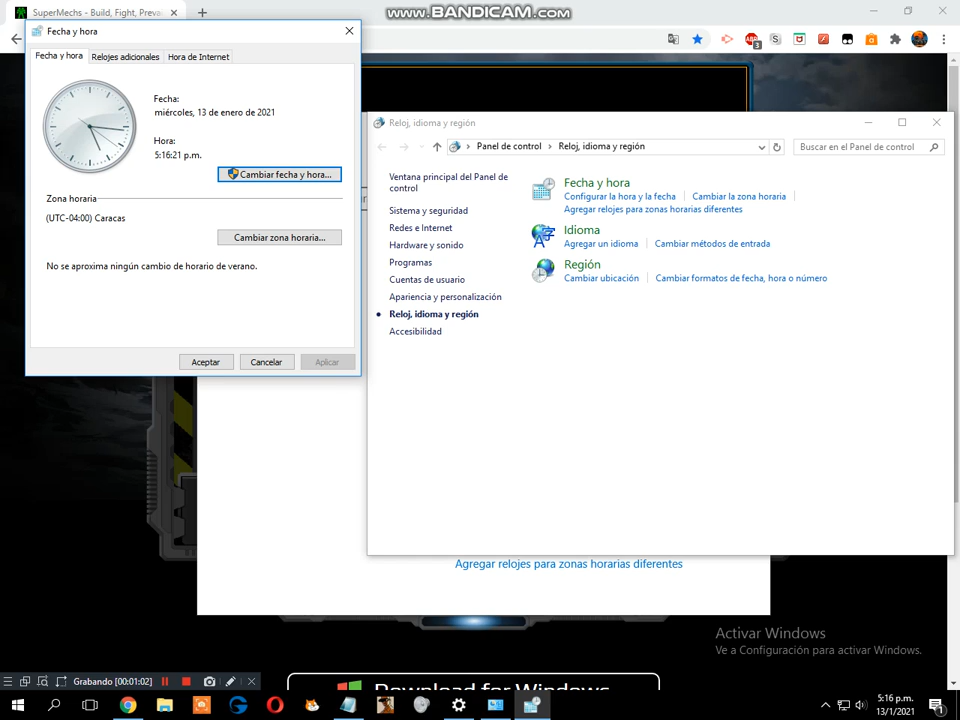 SuperMechs - Build, Fight, Preva
www.BANDICAM.com
Fecha y hora
Fecha y hora
Relojes adicionales
Hora de Internet
Fecha:
miércoles, 13 de enero de 2021
Hora:
5:16:21 p.m.
Cambiar fecha y hora...
Zona horaria
(UTC-04:00) Caracas
Cambiar zona horaria...
No se aproxima ningún cambio de horario de verano.
Aceptar
Cancelar
Aplicar
Reloj, idioma y región
Panel de control > Reloj, idioma y región
Buscar en el Panel de control
Ventana principal del Panel de
control
Sistema y seguridad
Redes e Internet
Hardware y sonido
Programas
Cuentas de usuario
Apariencia y personalización
Reloj, idioma y región
Accesibilidad
Fecha y hora
Configurar la hora y la fecha
Cambiar la zona horaria
Agregar relojes para zonas horarias diferentes
Idioma
Agregar un idioma
Cambiar métodos de entrada
Región
Cambiar ubicación
Cambiar formatos de fecha, hora o número
Agregar relojes para zonas horarias diferentes
Activar Windows
Ve a Configuración para activar Windows.
Download for Windows
Grabando [00:01:02]
5:16 p.m.
13/1/2021